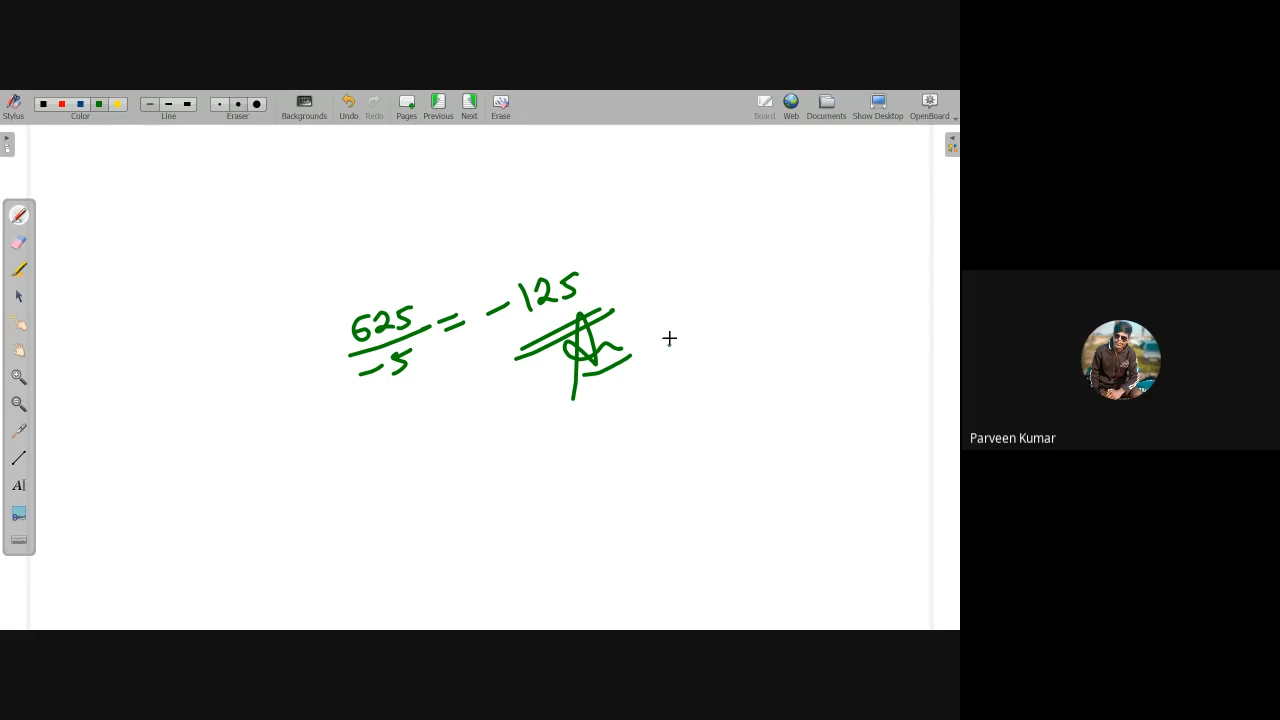 Stylus
Color
Line
Eraser
Backgrounds
Undo
Redo
Pages
Previous
Next
Erase
Board
Web
Documents
Show Desktop
OpenBoard
625
— = -125
-5
Parveen Kumar